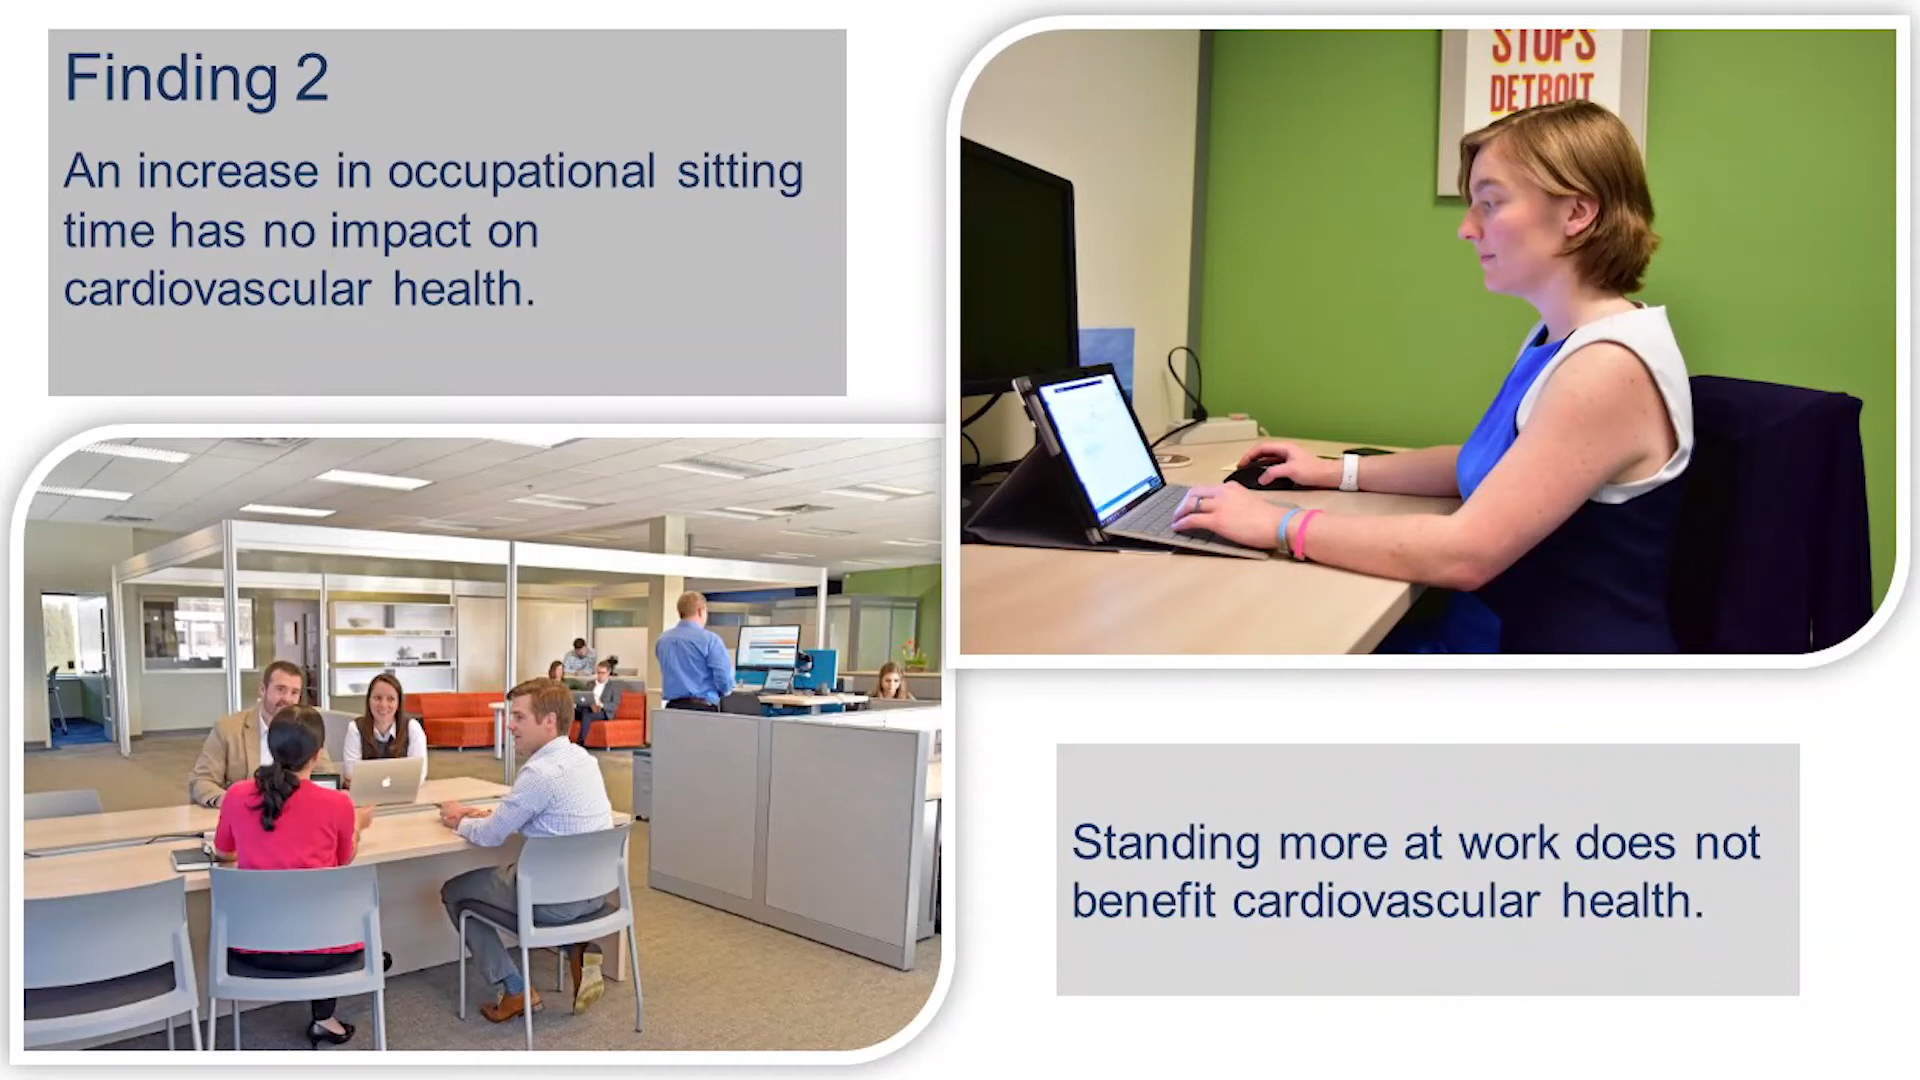 Finding 2
An increase in occupational sitting
time has no impact on
cardiovascular health.
STOPS
DETROIT
Standing more at work does not
benefit cardiovascular health.